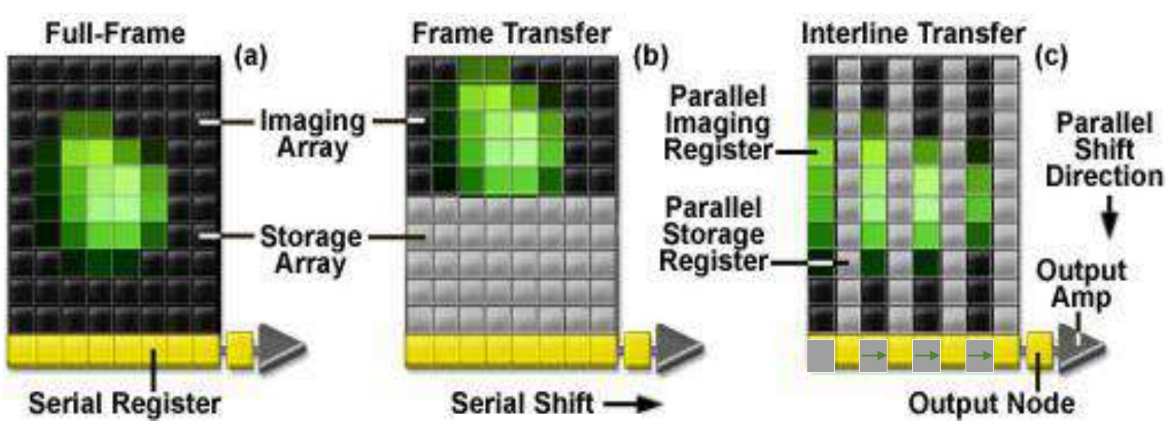 Full-Frame
(a)
Frame Transfer
(b)
Interline Transfer
(c)
Imaging
Array
Storage
Array
Parallel
Imaging
Register
Parallel
Storage
Register
Parallel
Shift
Direction
Output
Amp
Serial Register
Serial Shift
Output Node